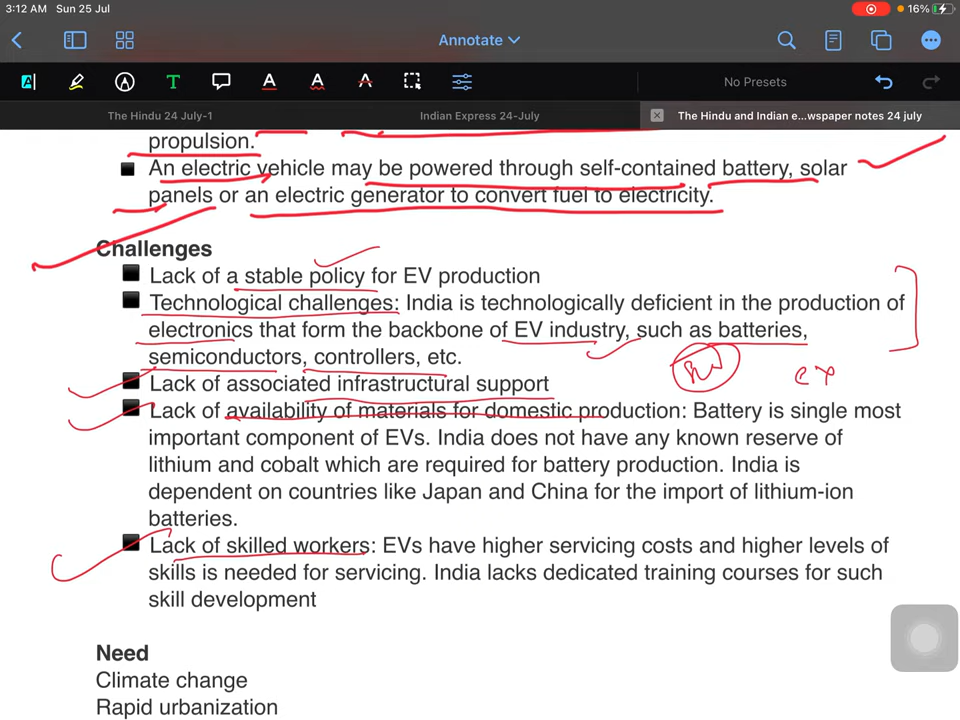 3:12 AM Sun 25 Jul
16%
Annotate
T
A
A
A
No Presets
The Hindu 24 July-1
Indian Express 24-July
The Hindu and Indian e...wspaper notes 24 july
propulsion.
An electric vehicle may be powered through self-contained battery, solar
panels or an electric generator to convert fuel to electricity.
Challenges
Lack of a stable policy for EV production
Technological challenges: India is technologically deficient in the production of
electronics that form the backbone of EV industry, such as batteries,
semiconductors, controllers, etc.
Lack of associated infrastructural support
Lack of availability of materials for domestic production: Battery is single most
important component of EVs. India does not have any known reserve of
lithium and cobalt which are required for battery production. India is
dependent on countries like Japan and China for the import of lithium-ion
batteries.
Lack of skilled workers: EVs have higher servicing costs and higher levels of
skills is needed for servicing. India lacks dedicated training courses for such
skill development
Need
Climate change
Rapid urbanization